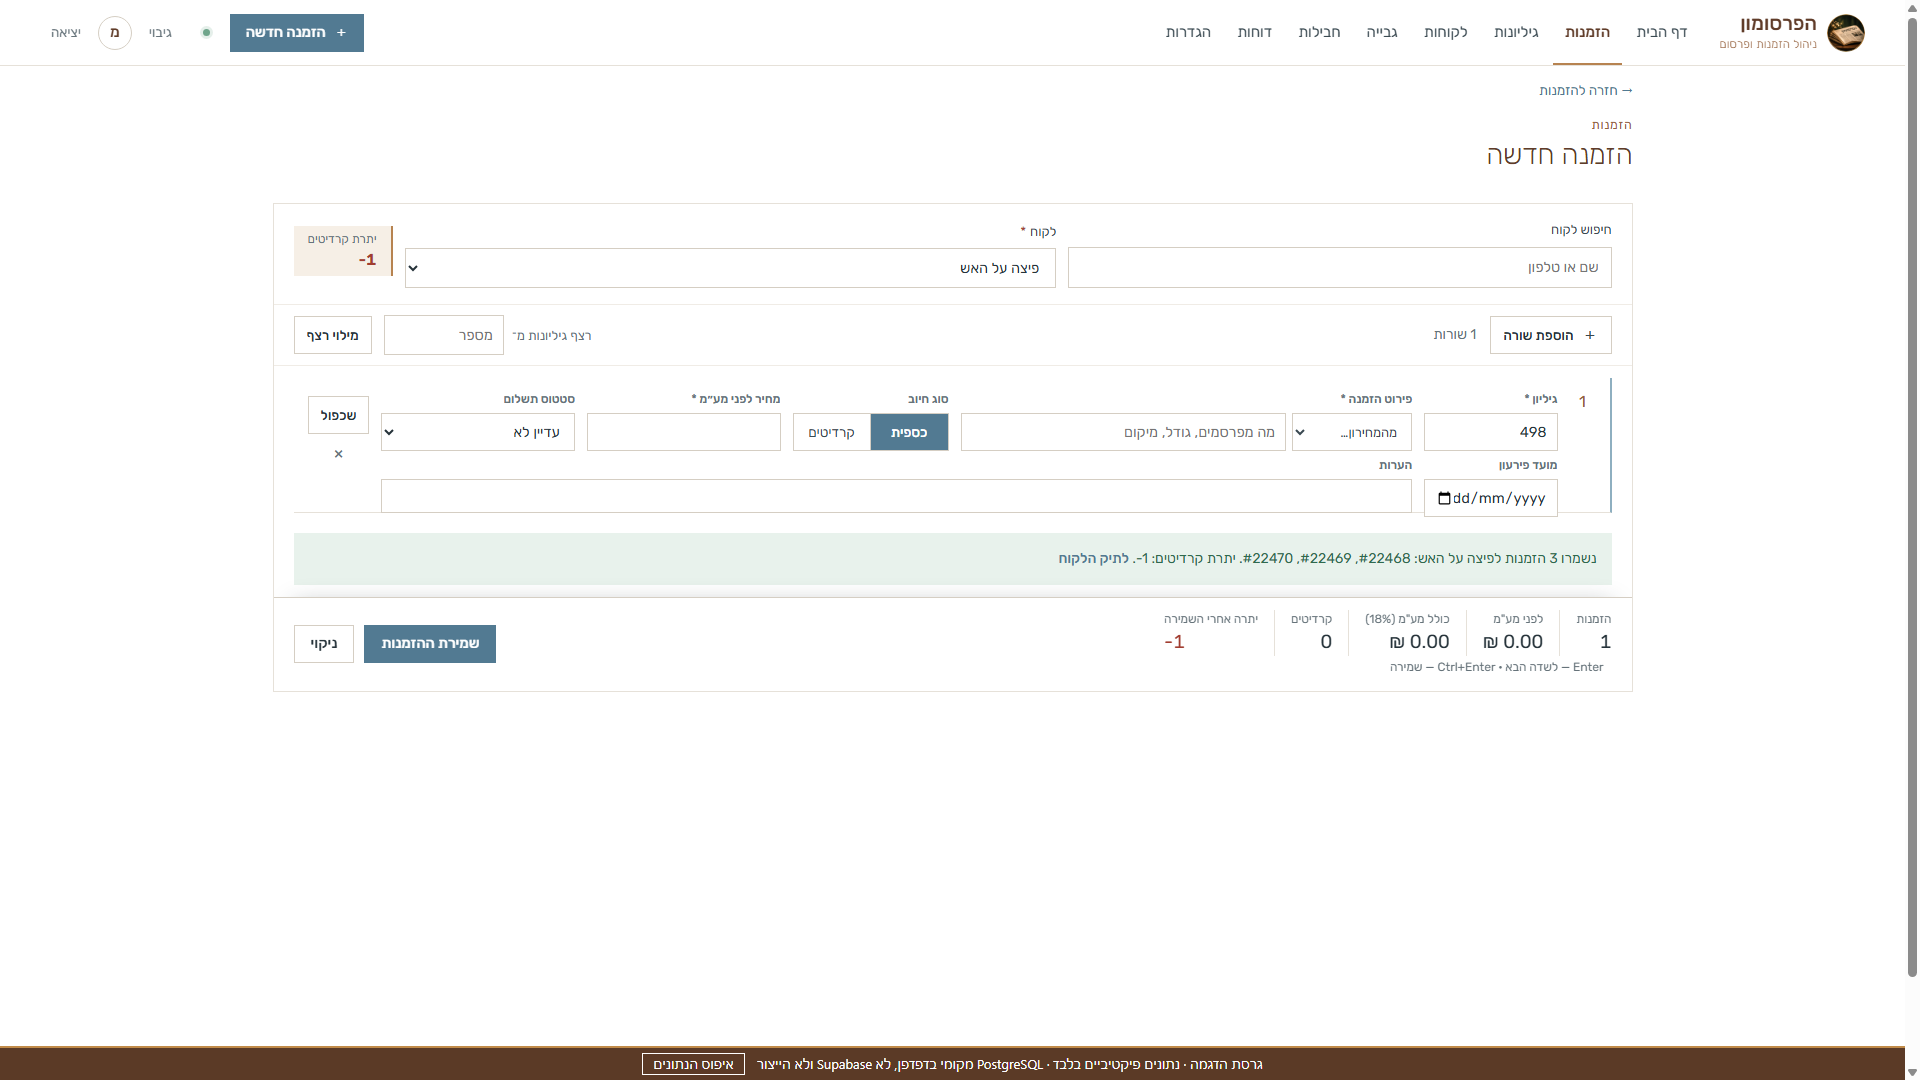 הפרסומון
ניהול הזמנות ופרסום
דף הבית
הזמנות
גיליונות
לקוחות
גבייה
חבילות
דוחות
הגדרות
+ הזמנה חדשה
גיבוי
מ
יציאה
→ חזרה להזמנות
הזמנות
הזמנה חדשה
חיפוש לקוח
שם או טלפון
לקוח *
פיצה על האש
יתרת קרדיטים
-1
+ הוספת שורה
1 שורות
רצף גיליונות מ־
מספר
מילוי רצף
1
גיליון *
498
פירוט הזמנה *
מהמחירון...
מה מפרסמים, גודל, מיקום
סוג חיוב
כספית
קרדיטים
מחיר לפני מע״מ *
סטטוס תשלום
עדיין לא
שכפול
×
מועד פירעון
dd/mm/yyyy
הערות
נשמרו 3 הזמנות לפיצה על האש: #22468, #22469, #22470. יתרת קרדיטים: -1. לתיק הלקוח
הזמנות
1
לפני מע"מ
0.00 ₪
כולל מע"מ (18%)
0.00 ₪
קרדיטים
0
יתרה אחרי השמירה
-1
Enter — לשדה הבא • Ctrl+Enter — שמירה
שמירת ההזמנות
ניקוי
גרסת הדגמה · נתונים פיקטיביים בלבד · PostgreSQL מקומי בדפדפן, לא Supabase ולא הייצור
איפוס הנתונים